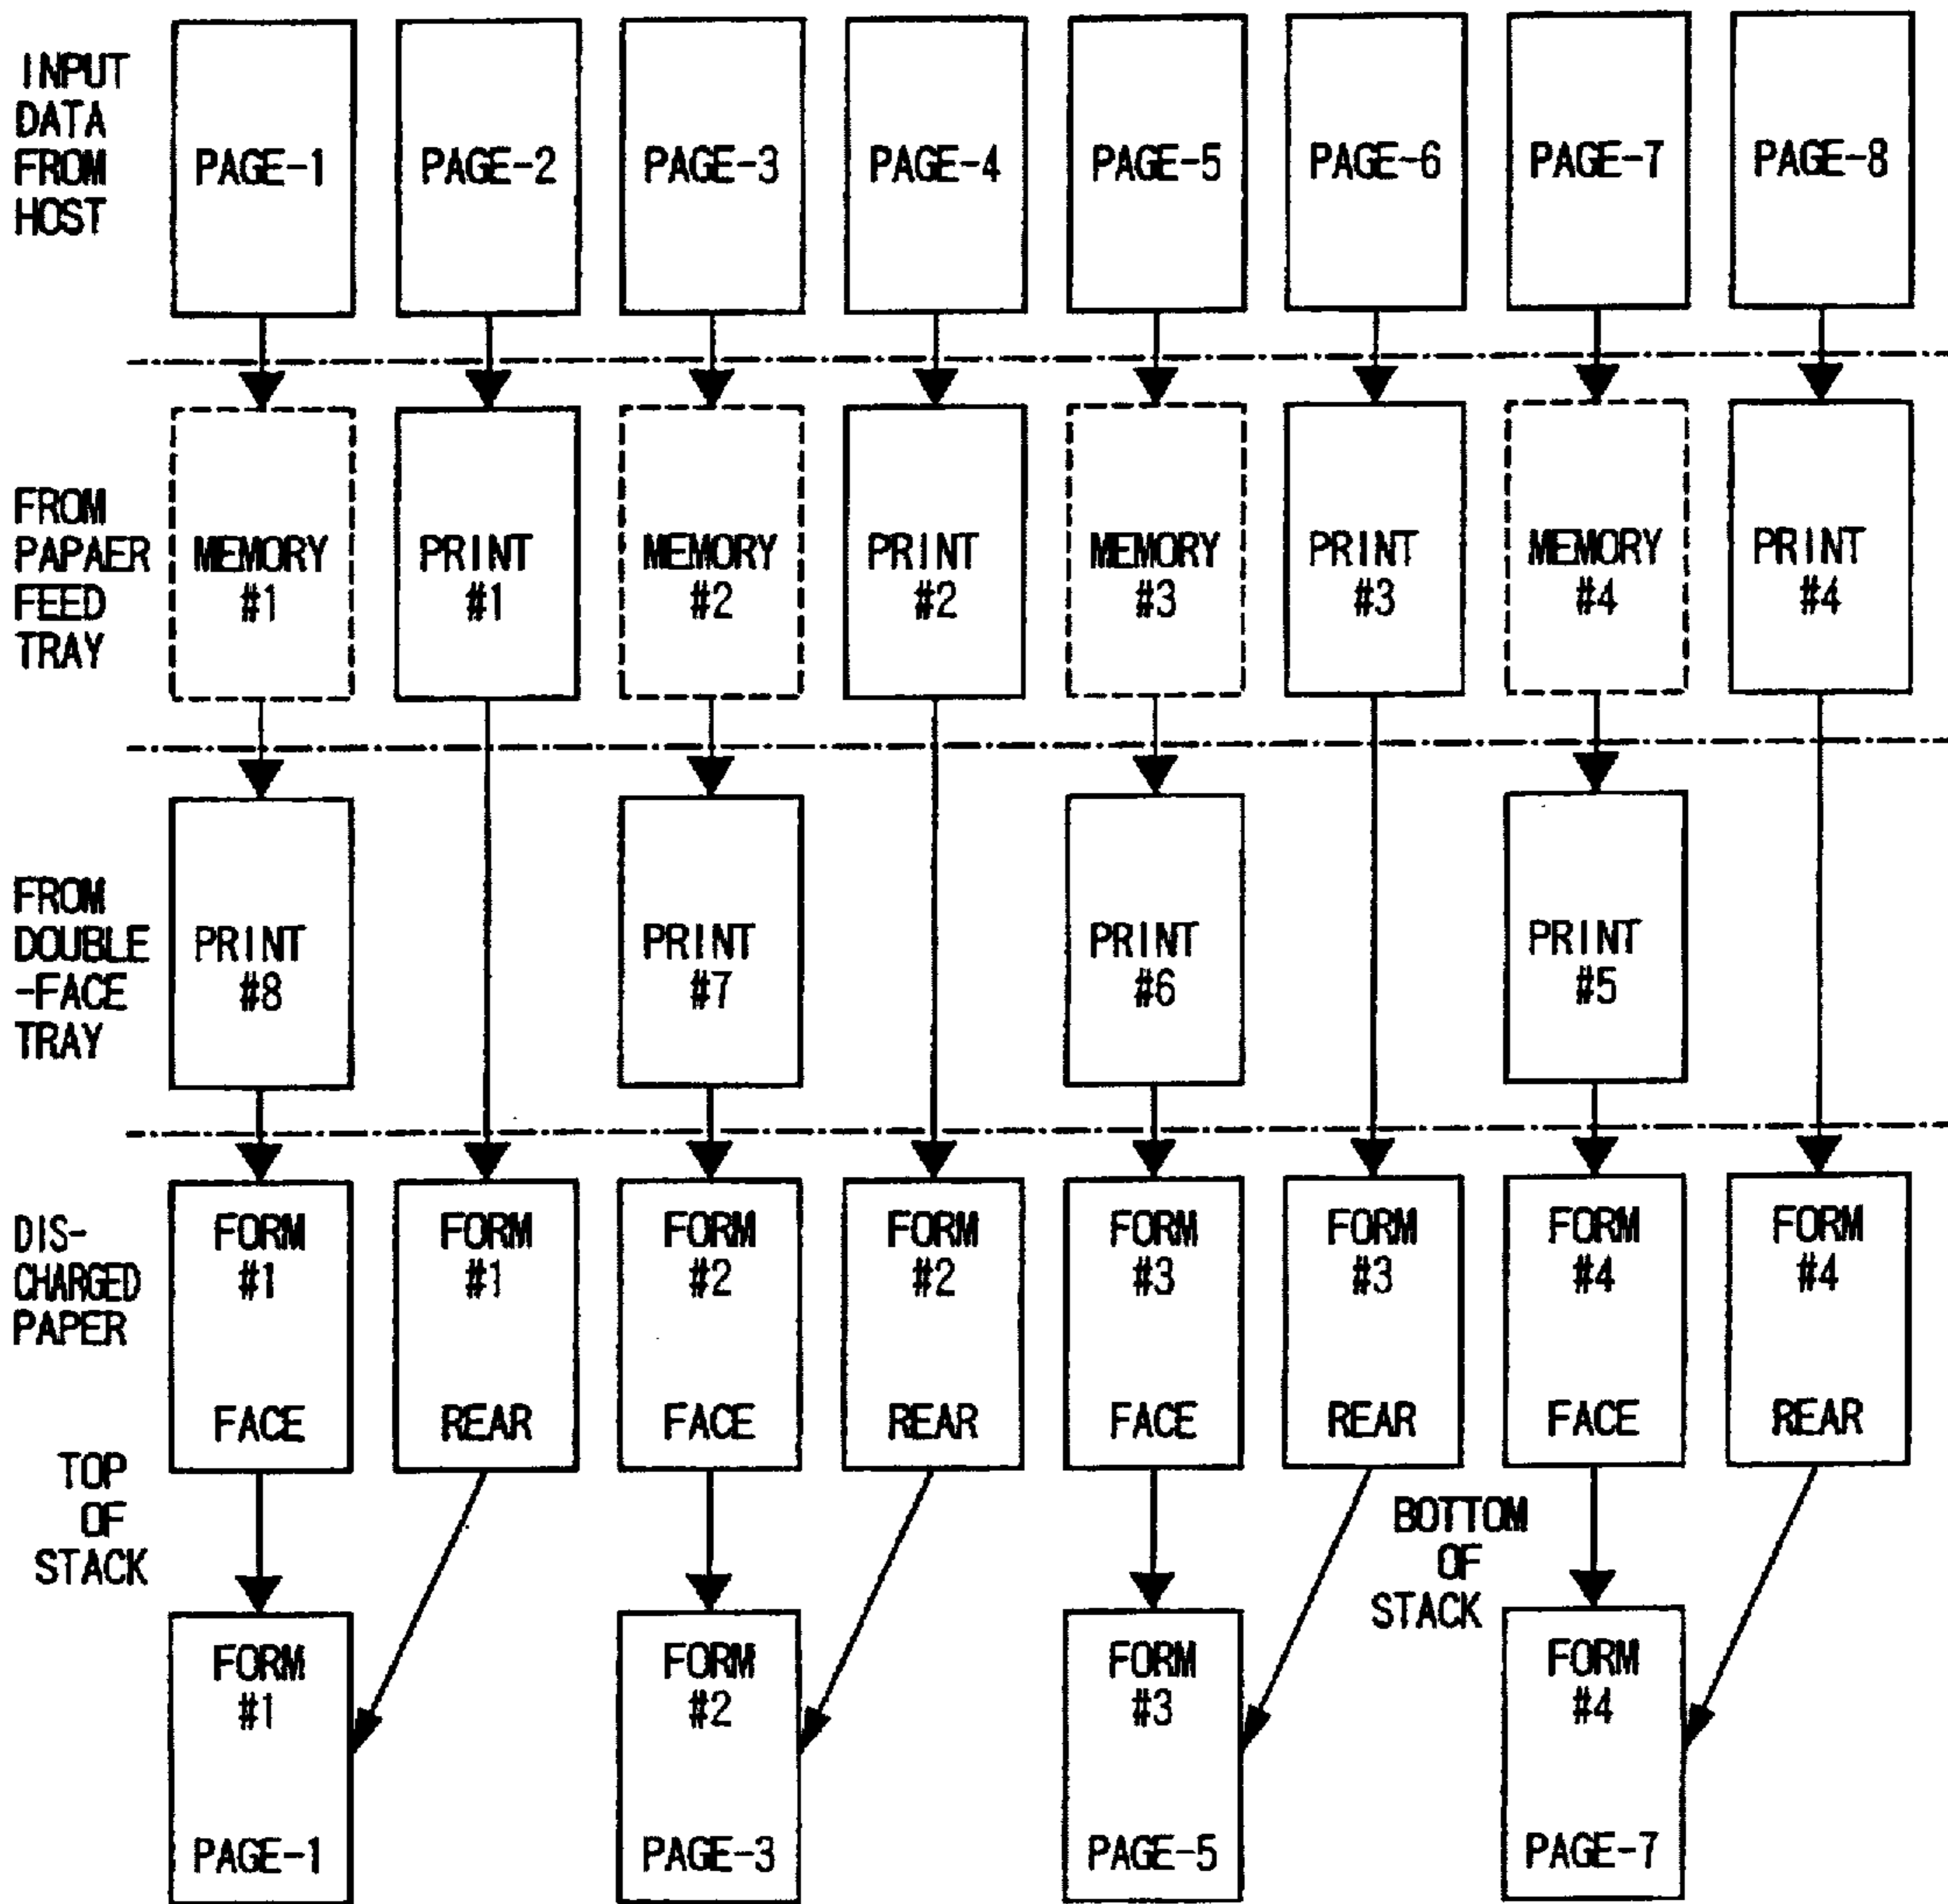 INPUT
DATA
FROM
HOST
PAGE-1
PAGE-2
PAGE-3
PAGE-4
PAGE-5
PAGE-6
PAGE-7
PAGE-8
FROM
PAPAER
FEED
TRAY
MEMORY
#1
PRINT
#1
MEMORY
#2
PRINT
#2
MEMORY
#3
PRINT
#3
MEMORY
#4
PRINT
#4
FROM
DOUBLE
-FACE
TRAY
PRINT
#8
PRINT
#7
PRINT
#6
PRINT
#5
DIS-
CHARGED
PAPER
FORM
#1
FACE
FORM
#1
REAR
FORM
#2
FACE
FORM
#2
REAR
FORM
#3
FACE
FORM
#3
REAR
FORM
#4
FACE
FORM
#4
REAR
TOP
OF
STACK
BOTTOM
OF
STACK
FORM
#1
PAGE-1
FORM
#2
PAGE-3
FORM
#3
PAGE-5
FORM
#4
PAGE-7